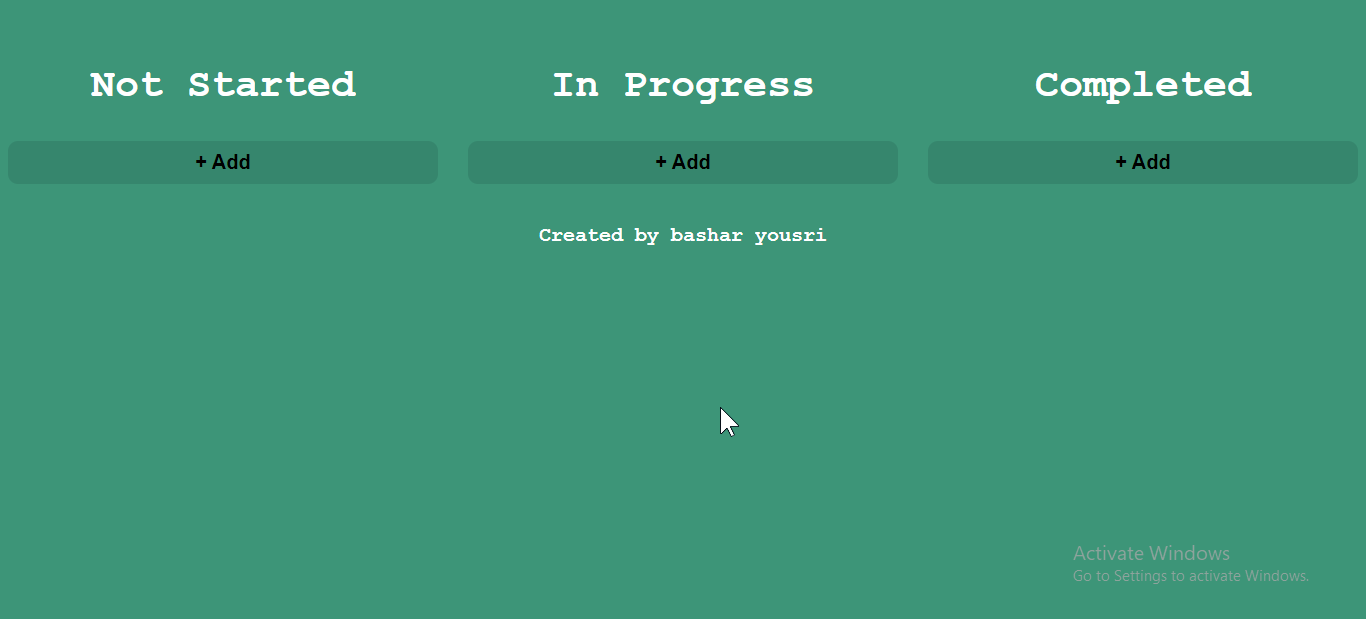 Not Started
In Progress
Completed
+ Add
+ Add
+ Add
Created by bashar yousri
Activate Windows
Go to Settings to activate Windows.